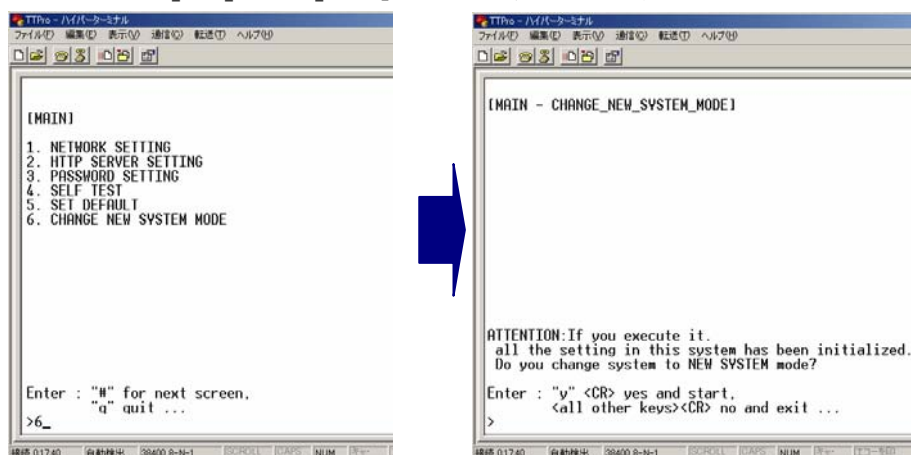 TTPro - ハイパーターミナル
ファイル(F) 編集(E) 表示(V) 通信(C) 転送(T) ヘルプ(H)
[MAIN]
1. NETWORK SETTING
2. HTTP SERVER SETTING
3. PASSWORD SETTING
4. SELF TEST
5. SET DEFAULT
6. CHANGE NEW SYSTEM MODE
Enter : "#" for next screen,
"q" quit ...
>6_
接続 0:17:40 自動検出 38400 8-N-1 SCROLL CAPS NUM
TTPro - ハイパーターミナル
ファイル(F) 編集(E) 表示(V) 通信(C) 転送(T) ヘルプ(H)
[MAIN - CHANGE_NEW_SYSTEM_MODE]
ATTENTION:If you execute it.
all the setting in this system has been initialized.
Do you change system to NEW SYSTEM mode?
Enter : "y" <CR> yes and start,
<all other keys><CR> no and exit ...
>
接続 0:17:40 自動検出 38400 8-N-1 SCROLL CAPS NUM